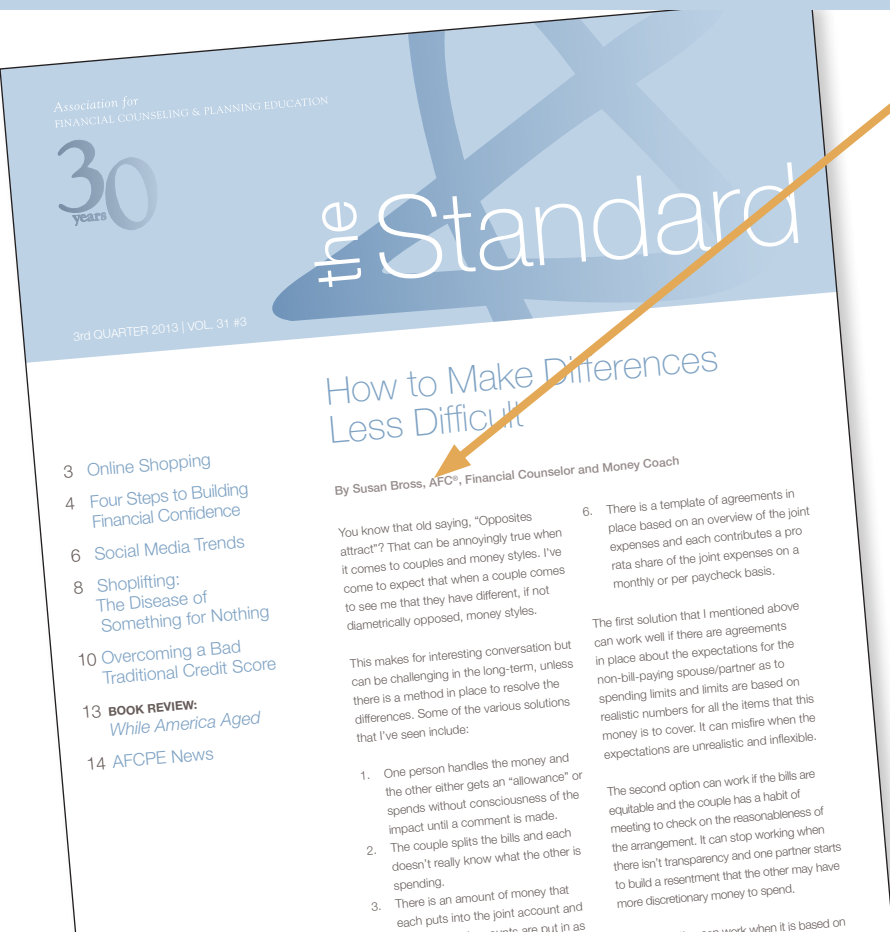 Association for
FINANCIAL COUNSELING & PLANNING EDUCATION
30
years
the Standard
3rd QUARTER 2013 | VOL. 31 #3
How to Make Differences
Less Difficult
By Susan Bross, AFC®, Financial Counselor and Money Coach
3 Online Shopping
4 Four Steps to Building
Financial Confidence
6 Social Media Trends
8 Shoplifting:
The Disease of
Something for Nothing
10 Overcoming a Bad
Traditional Credit Score
13 BOOK REVIEW:
While America Aged
14 AFCPE News
You know that old saying, “Opposites
attract”? That can be annoyingly true when
it comes to couples and money styles. I’ve
come to expect that when a couple comes
to see me that they have different, if not
diametrically opposed, money styles.
This makes for interesting conversation but
can be challenging in the long-term, unless
there is a method in place to resolve the
differences. Some of the various solutions
that I’ve seen include:
1. One person handles the money and
the other either gets an “allowance” or
spends without consciousness of the
impact until a comment is made.
2. The couple splits the bills and each
doesn’t really know what the other is
spending.
3. There is an amount of money that
each puts into the joint account and
are put in as
6. There is a template of agreements in
place based on an overview of the joint
expenses and each contributes a pro
rata share of the joint expenses on a
monthly or per paycheck basis.
The first solution that I mentioned above
can work well if there are agreements
in place about the expectations for the
non-bill-paying spouse/partner as to
spending limits and limits are based on
realistic numbers for all the items that this
money is to cover. It can misfire when the
expectations are unrealistic and inflexible.
The second option can work if the bills are
equitable and the couple has a habit of
meeting to check on the reasonableness of
the arrangement. It can stop working when
there isn’t transparency and one partner starts
to build a resentment that the other may have
more discretionary money to spend.
work when it is based on